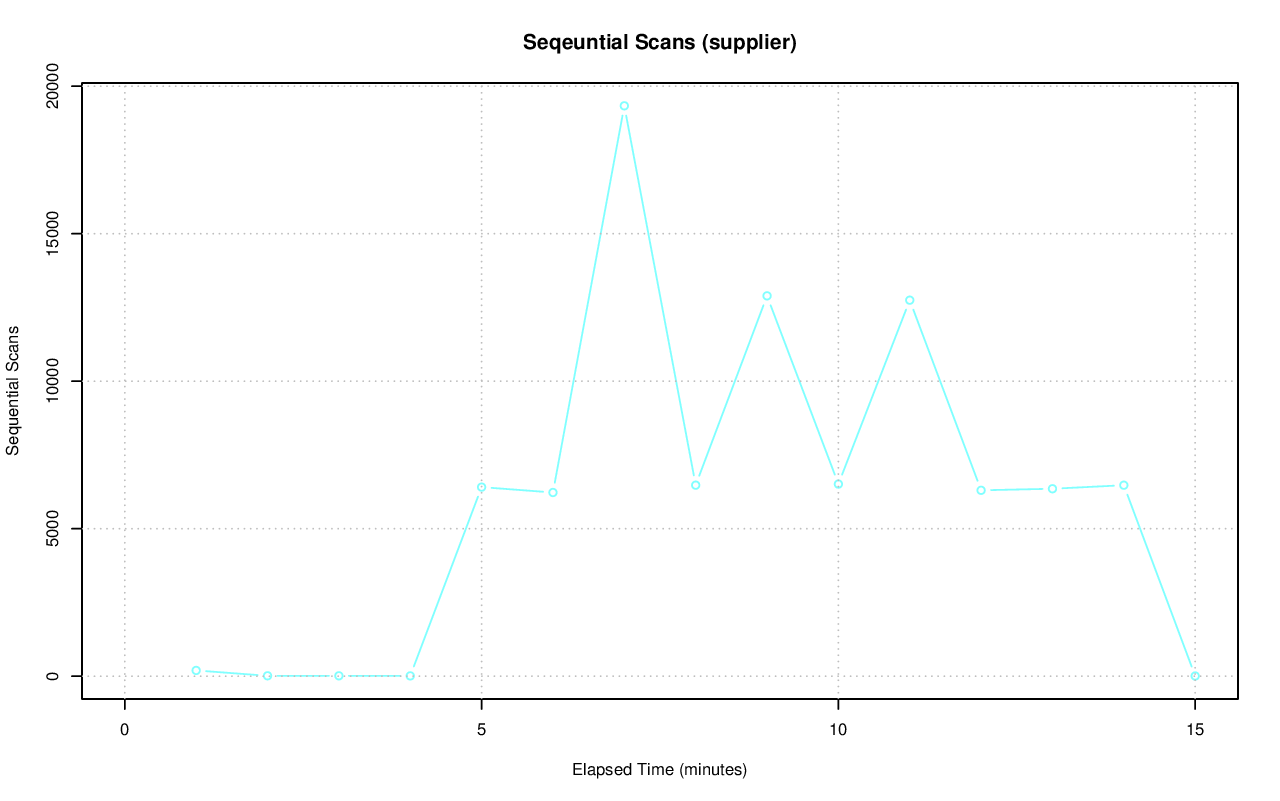 Seqeuntial Scans (supplier)
Sequential Scans
20000
15000
10000
5000
0
0 5 10 15
Elapsed Time (minutes)